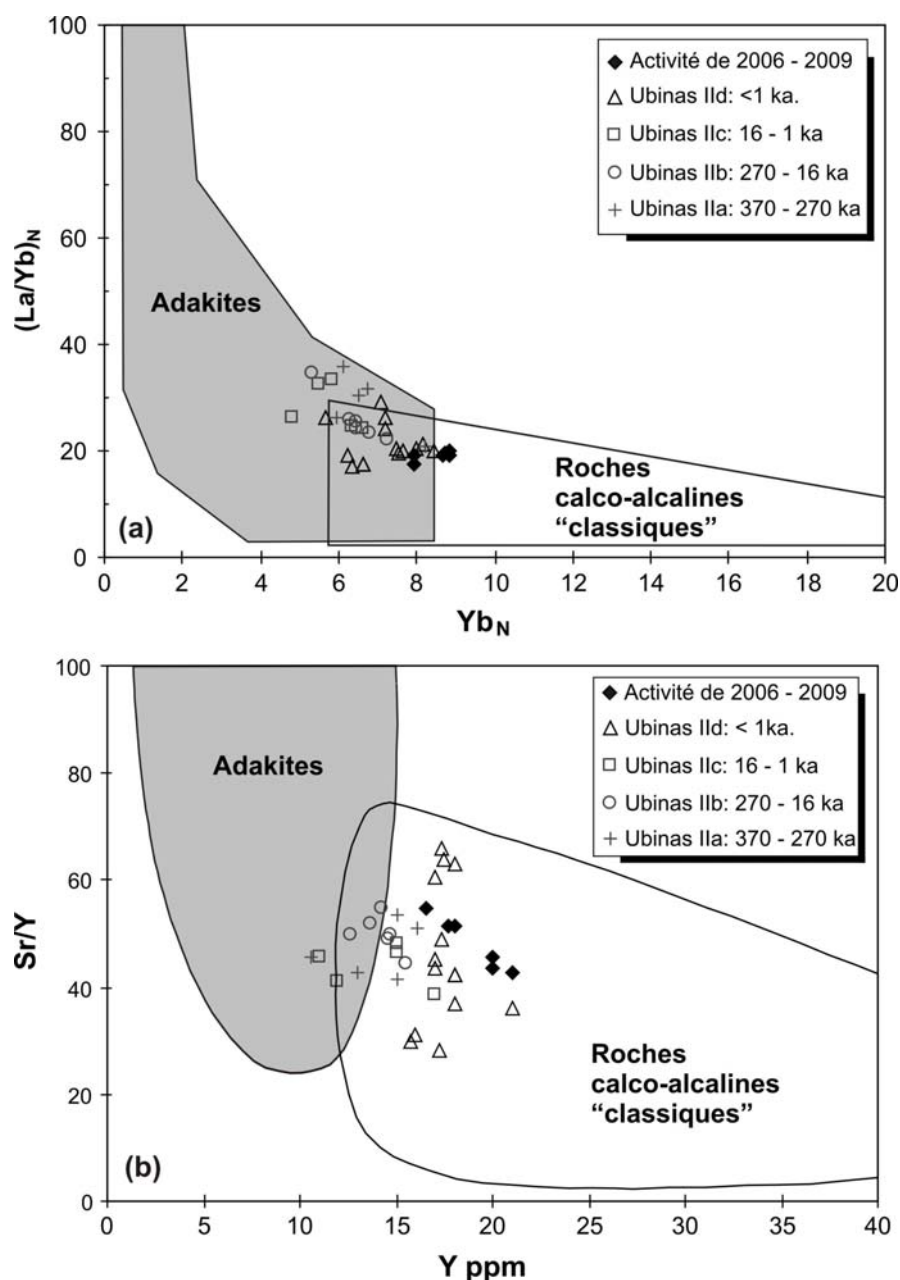 100
80
60
40
20
0
(La/Yb)N
Activité de 2006 - 2009
Ubinas IId: <1 ka.
Ubinas IIc: 16 - 1 ka
Ubinas IIb: 270 - 16 ka
Ubinas IIa: 370 - 270 ka
Adakites
Roches
calco-alcalines
“classiques”
(a)
0 2 4 6 8 10 12 14 16 18 20
YbN
100
80
60
40
20
0
Sr/Y
Activité de 2006 - 2009
Ubinas IId: < 1ka.
Ubinas IIc: 16 - 1 ka
Ubinas IIb: 270 - 16 ka
Ubinas IIa: 370 - 270 ka
Adakites
Roches
calco-alcalines
“classiques”
(b)
0 5 10 15 20 25 30 35 40
Y ppm